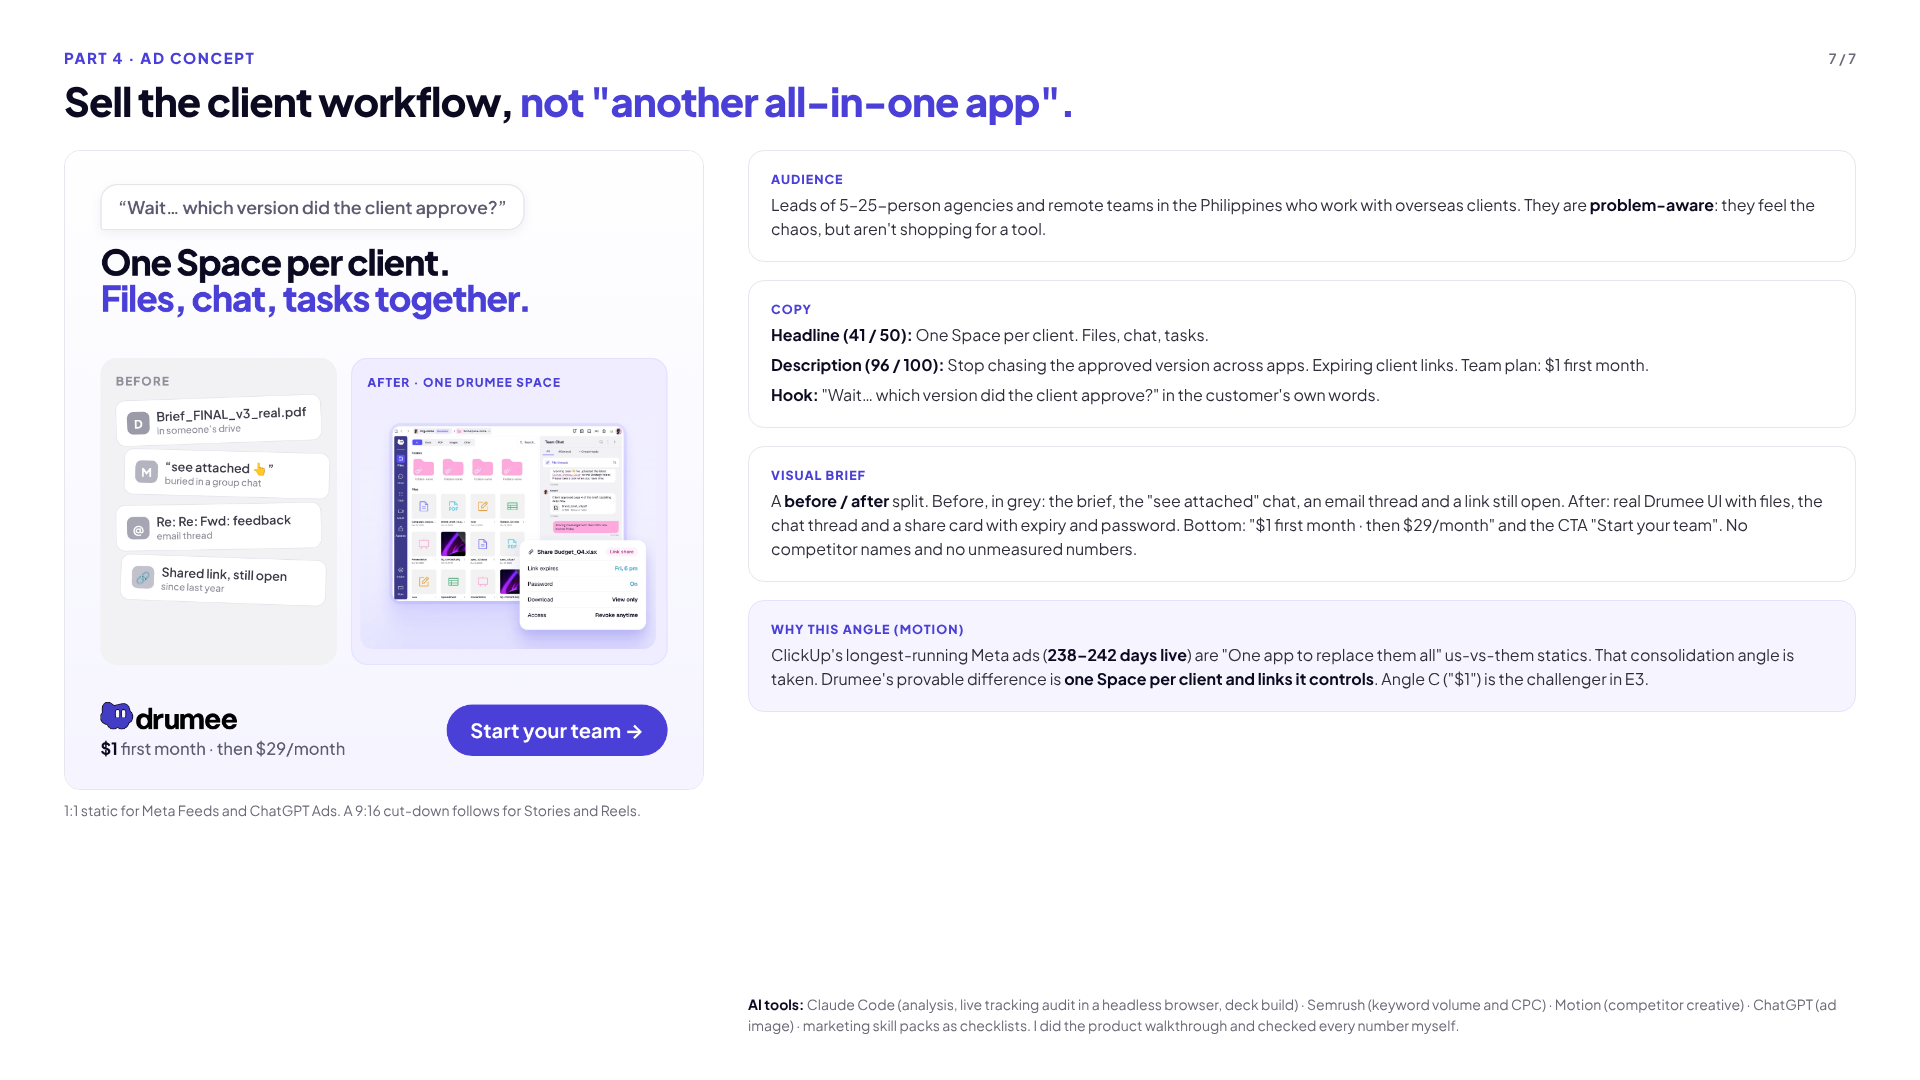 PART 4 · AD CONCEPT
7 / 7
Sell the client workflow, not "another all-in-one app".
“Wait… which version did the client approve?”
One Space per client.
Files, chat, tasks together.
BEFORE
D
Brief_FINAL_v3_real.pdf
in someone's drive
M
“see attached 👆”
buried in a group chat
@
Re: Re: Fwd: feedback
email thread
🔗
Shared link, still open
since last year
AFTER · ONE DRUMEE SPACE
Team Chat
Share Budget_Q4.xlsx
Link share
Link expires
Fri, 6 pm
Password
On
Download
View only
Access
Revoke anytime
drumee
$1 first month · then $29/month
Start your team →
1:1 static for Meta Feeds and ChatGPT Ads. A 9:16 cut-down follows for Stories and Reels.
AUDIENCE
Leads of 5–25-person agencies and remote teams in the Philippines who work with overseas clients. They are problem-aware: they feel the
chaos, but aren't shopping for a tool.
COPY
Headline (41 / 50): One Space per client. Files, chat, tasks.
Description (96 / 100): Stop chasing the approved version across apps. Expiring client links. Team plan: $1 first month.
Hook: "Wait… which version did the client approve?" in the customer's own words.
VISUAL BRIEF
A before / after split. Before, in grey: the brief, the "see attached" chat, an email thread and a link still open. After: real Drumee UI with files, the
chat thread and a share card with expiry and password. Bottom: "$1 first month · then $29/month" and the CTA "Start your team". No
competitor names and no unmeasured numbers.
WHY THIS ANGLE (MOTION)
ClickUp's longest-running Meta ads (238–242 days live) are "One app to replace them all" us-vs-them statics. That consolidation angle is
taken. Drumee's provable difference is one Space per client and links it controls. Angle C ("$1") is the challenger in E3.
AI tools: Claude Code (analysis, live tracking audit in a headless browser, deck build) · Semrush (keyword volume and CPC) · Motion (competitor creative) · ChatGPT (ad
image) · marketing skill packs as checklists. I did the product walkthrough and checked every number myself.